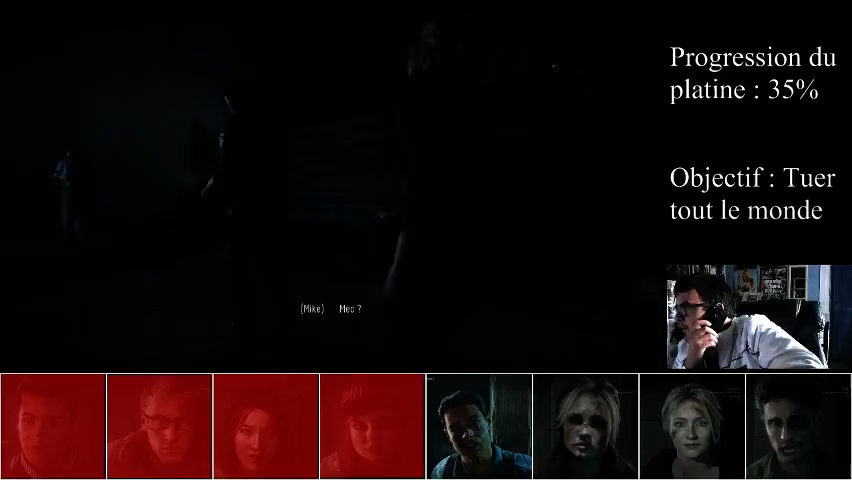 Progression du
platine : 35%
Objectif : Tuer
tout le monde
(Mike) Mec ?